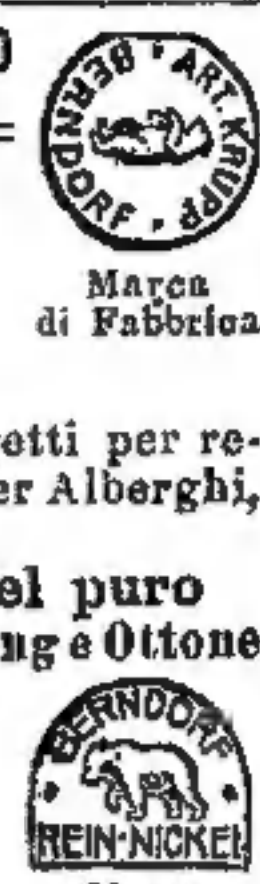 BERNDORF · ART. KRUPP ·
Marca
di Fabbrica
etti per re-
er Alberghi,
el puro
ng e Ottone
· BERNDORF ·
REIN-NICKEL